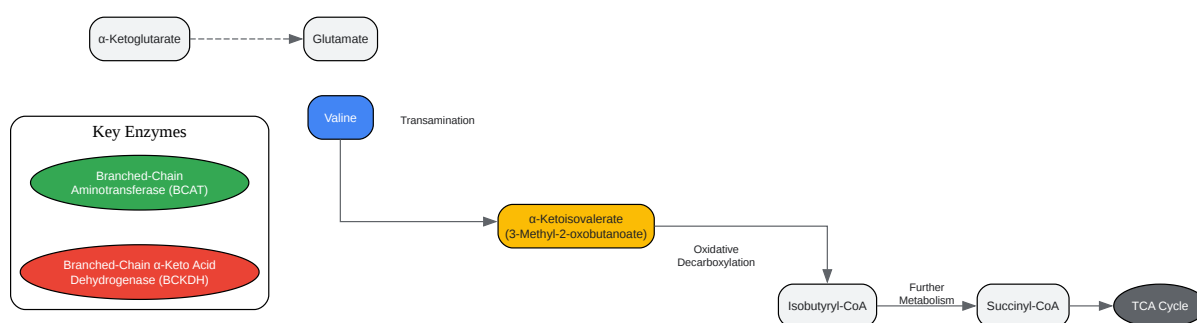 α-Ketoglutarate
Glutamate
Valine
Transamination
Key Enzymes
Branched-Chain
Aminotransferase (BCAT)
Branched-Chain α-Keto Acid
Dehydrogenase (BCKDH)
α-Ketoisovalerate
(3-Methyl-2-oxobutanoate)
Oxidative
Decarboxylation
Isobutyryl-CoA
Further
Metabolism
Succinyl-CoA
TCA Cycle